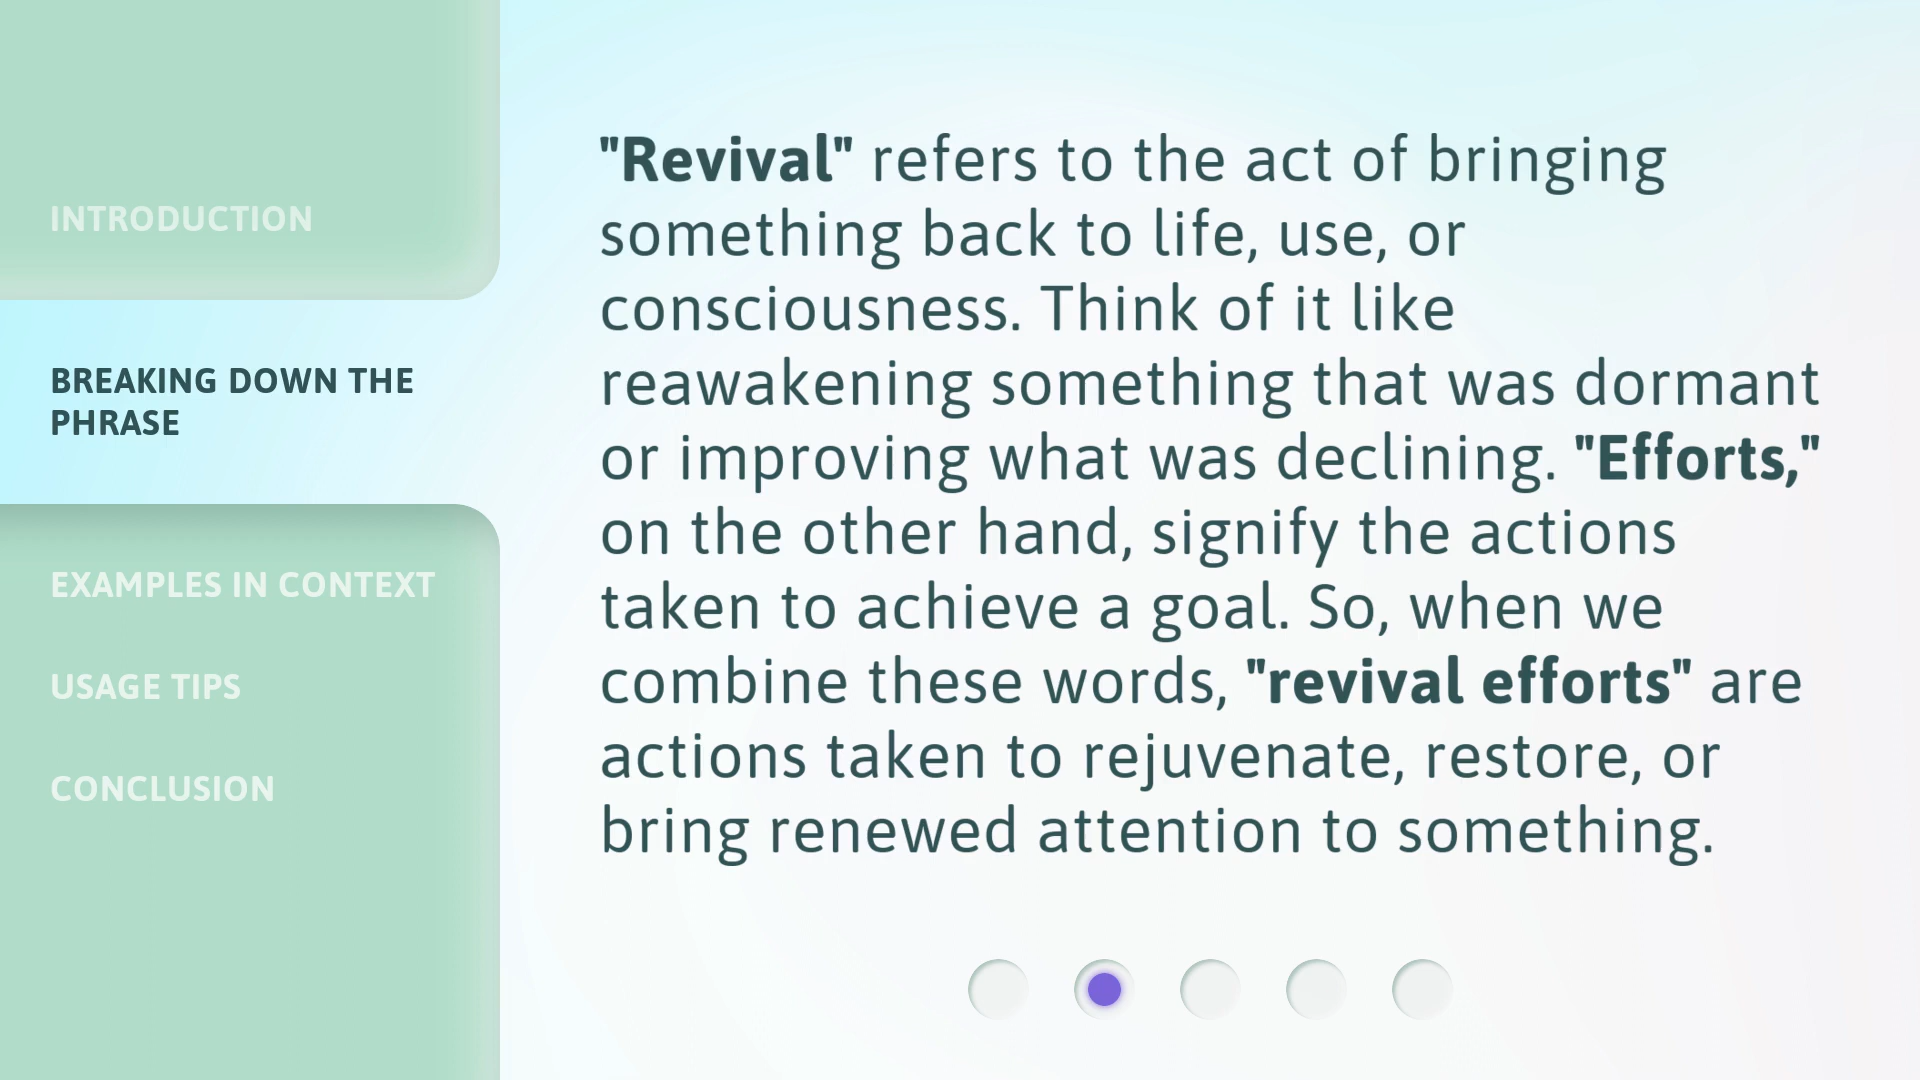 INTRODUCTION
BREAKING DOWN THE
PHRASE
EXAMPLES IN CONTEXT
USAGE TIPS
CONCLUSION
"Revival" refers to the act of bringing
something back to life, use, or
consciousness. Think of it like
reawakening something that was dormant
or improving what was declining. "Efforts,"
on the other hand, signify the actions
taken to achieve a goal. So, when we
combine these words, "revival efforts" are
actions taken to rejuvenate, restore, or
bring renewed attention to something.